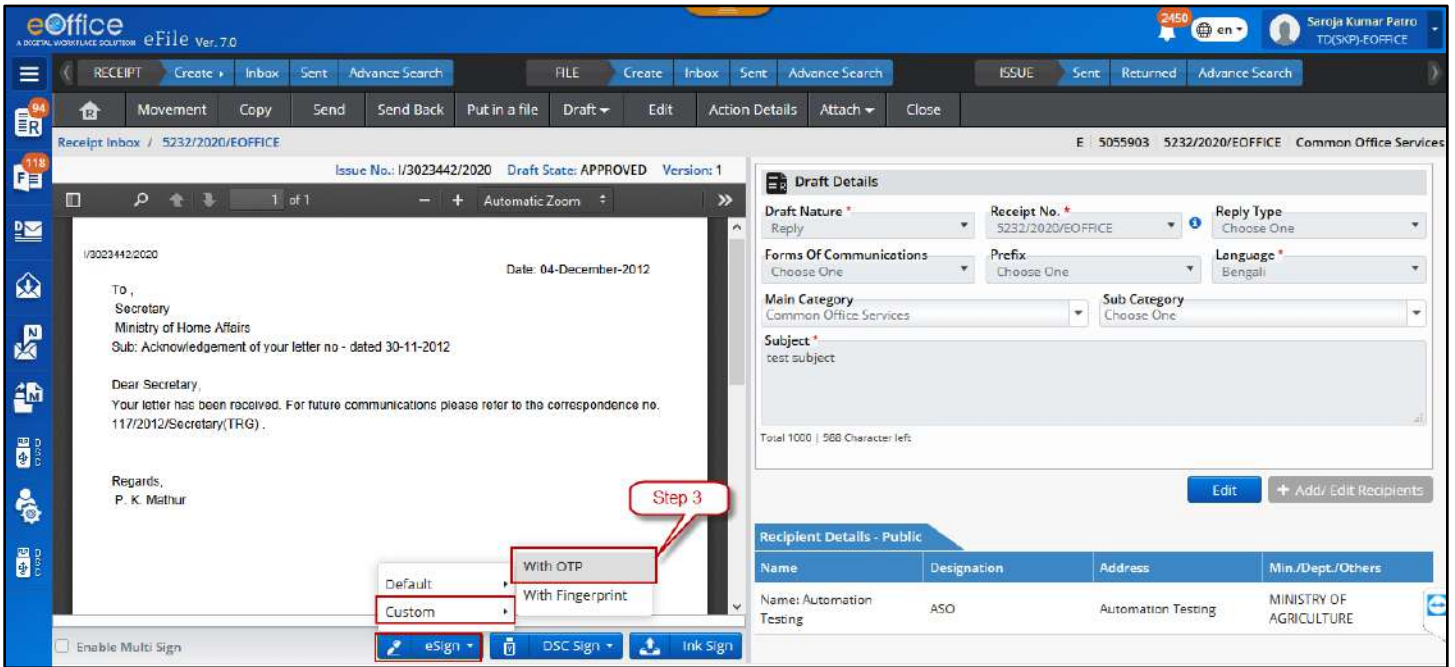 eOffice
A DIGITAL WORKPLACE SOLUTION eFile Ver. 7.0
2450 en Saroja Kumar Patro
TD(SKP)-EOFFICE
RECEIPT Create Inbox Sent Advance Search FILE Create Inbox Sent Advance Search ISSUE Sent Returned Advance Search
94 R Movement Copy Send Send Back Put in a file Draft Edit Action Details Attach Close
Receipt Inbox / 5232/2020/EOFFICE E 5055903 5232/2020/EOFFICE Common Office Services
118 F
Issue No.: I/3023442/2020 Draft State: APPROVED Version: 1
1 of 1 − + Automatic Zoom
I/3023442/2020
Date: 04-December-2012
To ,
Secretary
Ministry of Home Affairs
Sub: Acknowledgement of your letter no - dated 30-11-2012
Dear Secretary,
Your letter has been received. For future communications please refer to the correspondence no.
117/2012/Secretary(TRG) .
Regards,
P. K. Mathur
Step 3
Default
Custom
With OTP
With Fingerprint
Enable Multi Sign eSign DSC Sign Ink Sign
Draft Details
Draft Nature * Receipt No. * Reply Type
Reply 5232/2020/EOFFICE Choose One
Forms Of Communications Prefix Language *
Choose One Choose One Bengali
Main Category Sub Category
Common Office Services Choose One
Subject *
test subject
Total 1000 | 588 Character left
Edit + Add/ Edit Recipients
Recipient Details - Public
Name Designation Address Min./Dept./Others
Name: Automation Testing ASO Automation Testing MINISTRY OF AGRICULTURE
D
N
M
DSC
DSC